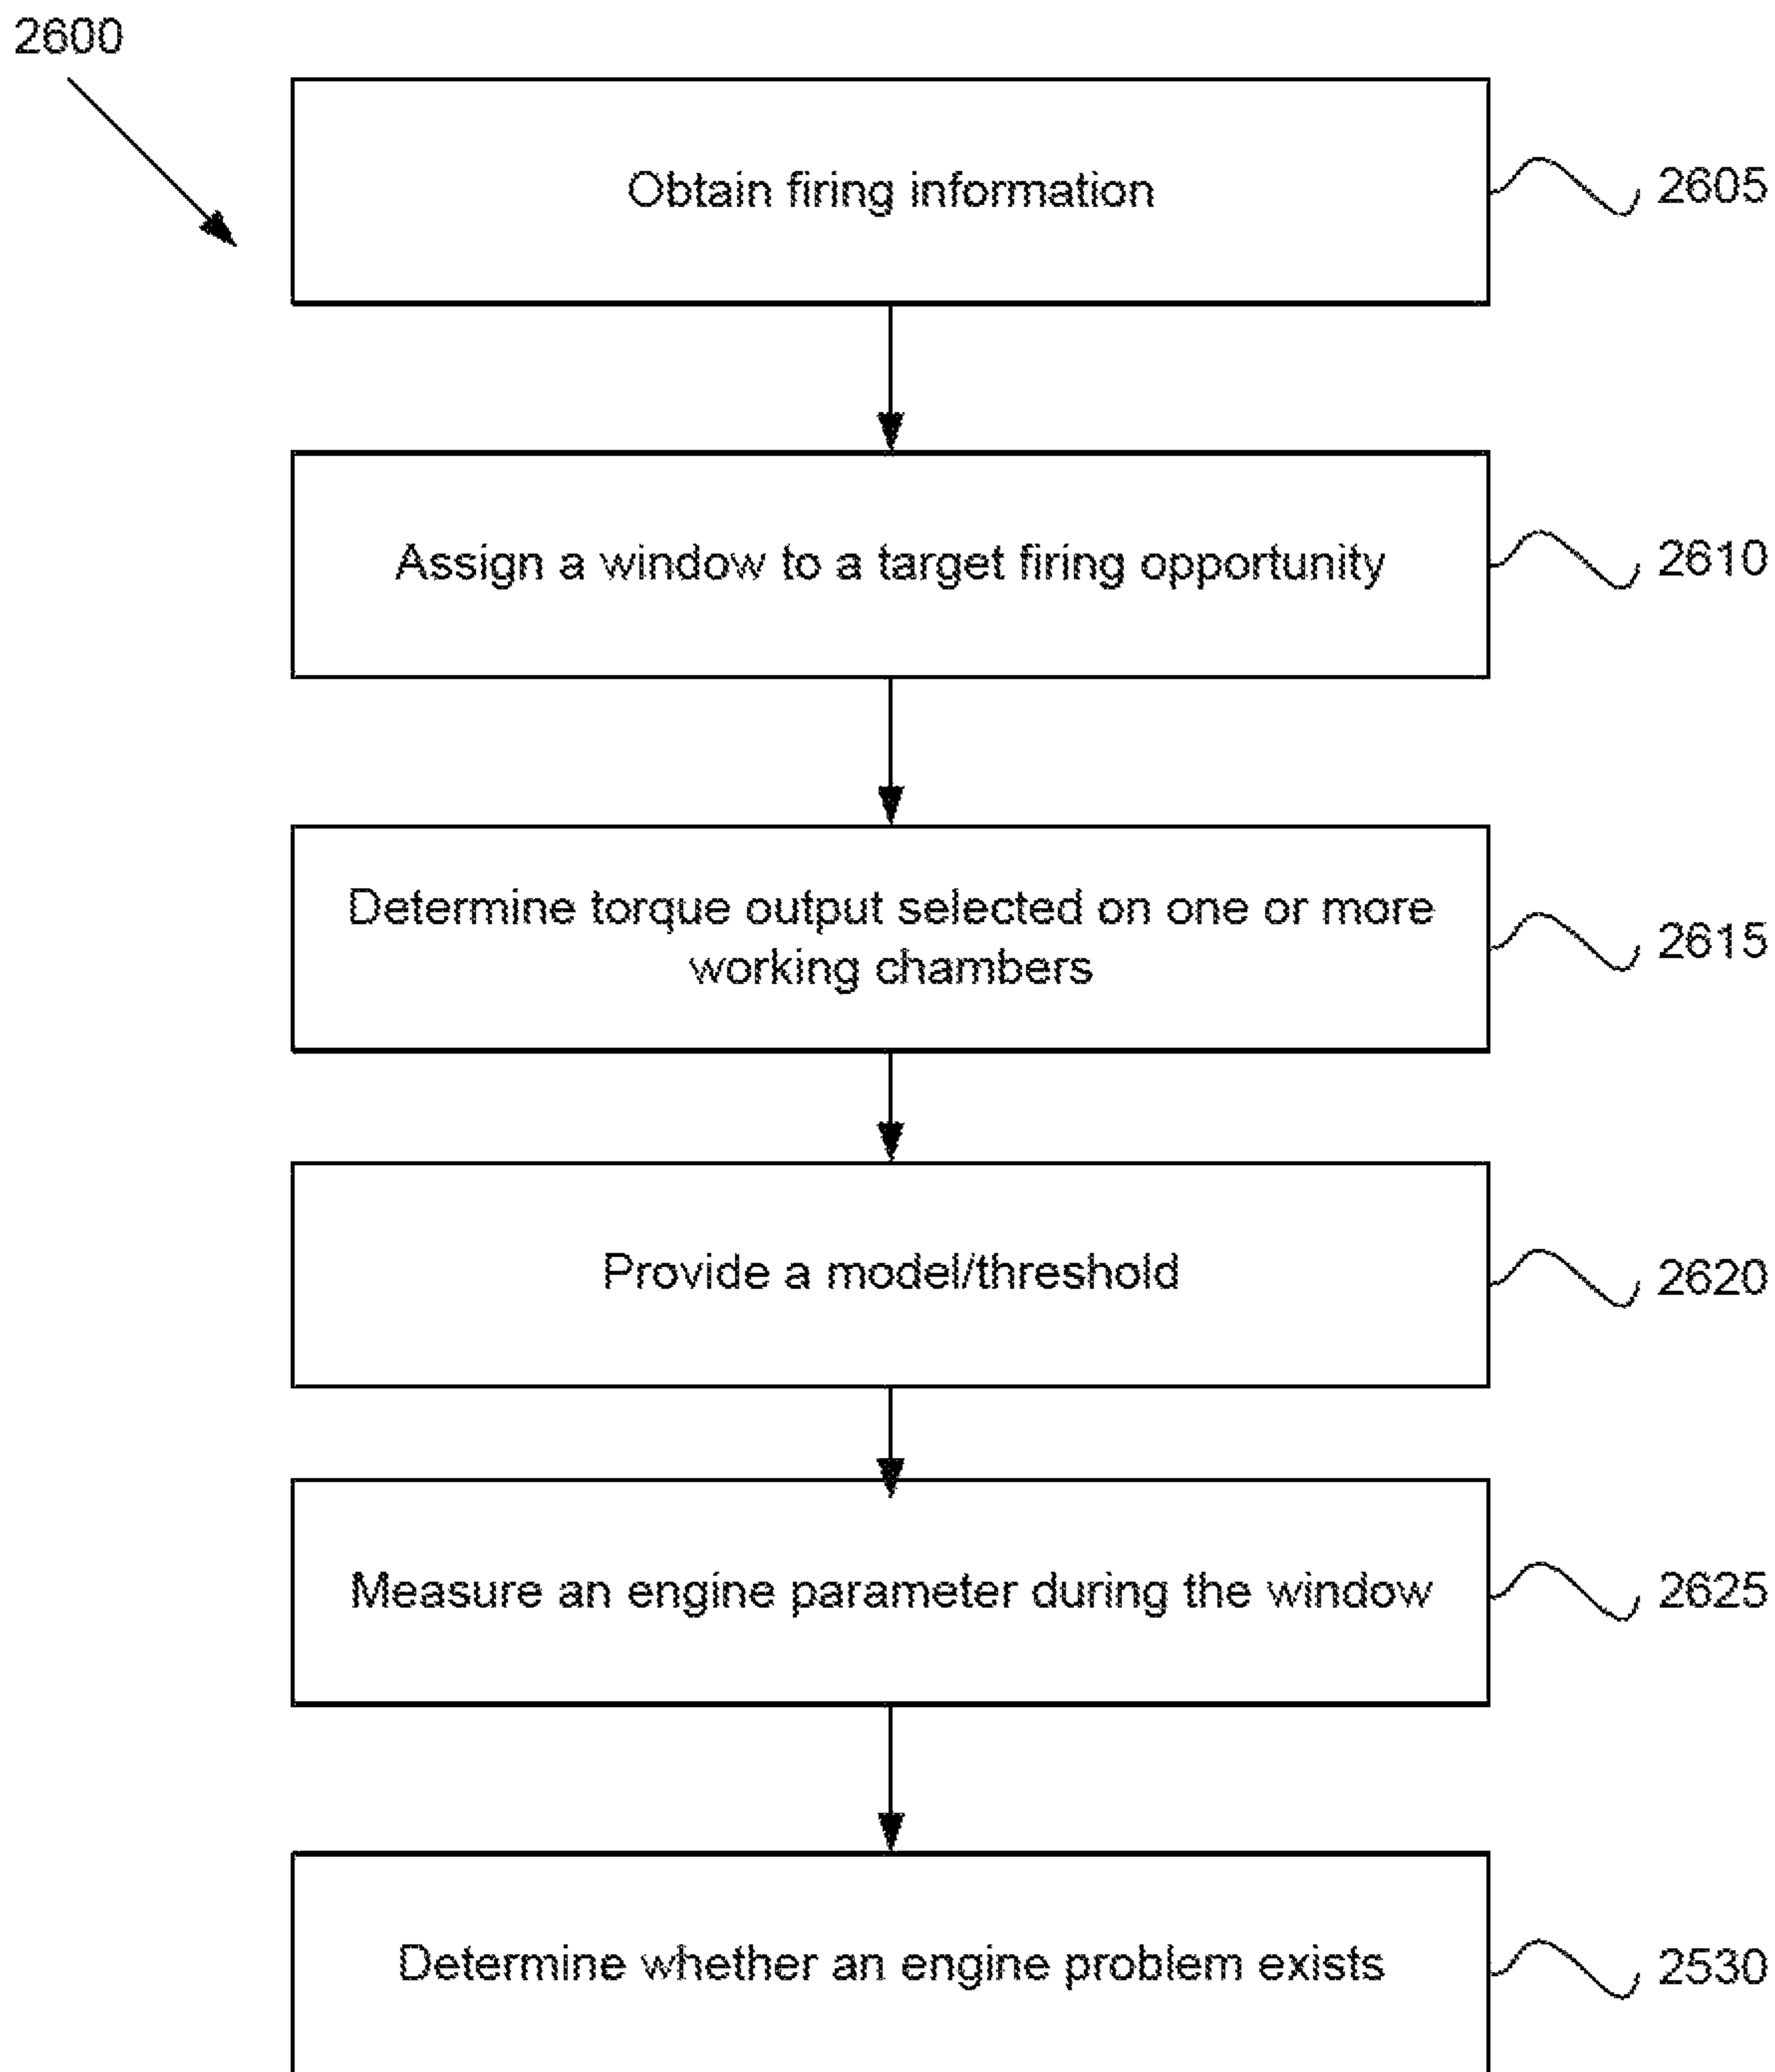 2600
Obtain firing information
2605
Assign a window to a target firing opportunity
2610
Determine torque output selected on one or more
working chambers
2615
Provide a model/threshold
2620
Measure an engine parameter during the window
2625
Determine whether an engine problem exists
2530